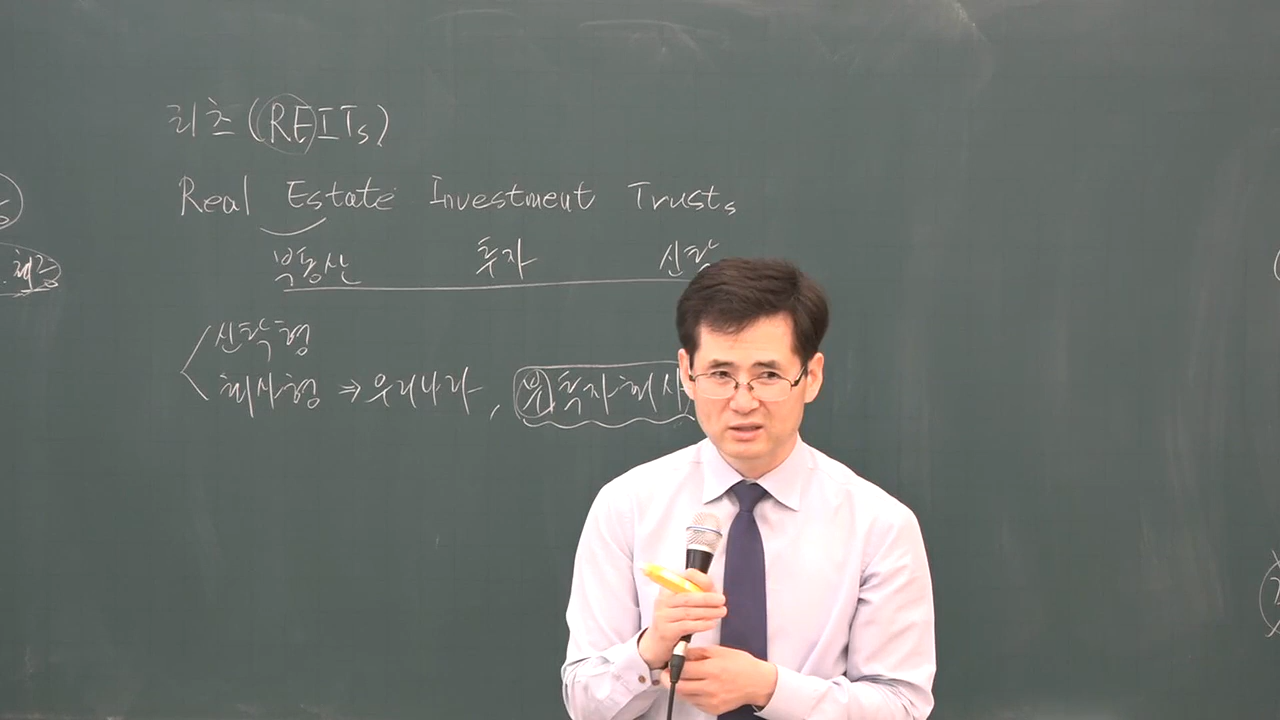 리츠 (REITs)
Real Estate Investment Trusts
부동산 투자 신탁
신탁형
회사형 ⇒ 우리나라, 부 투자회사